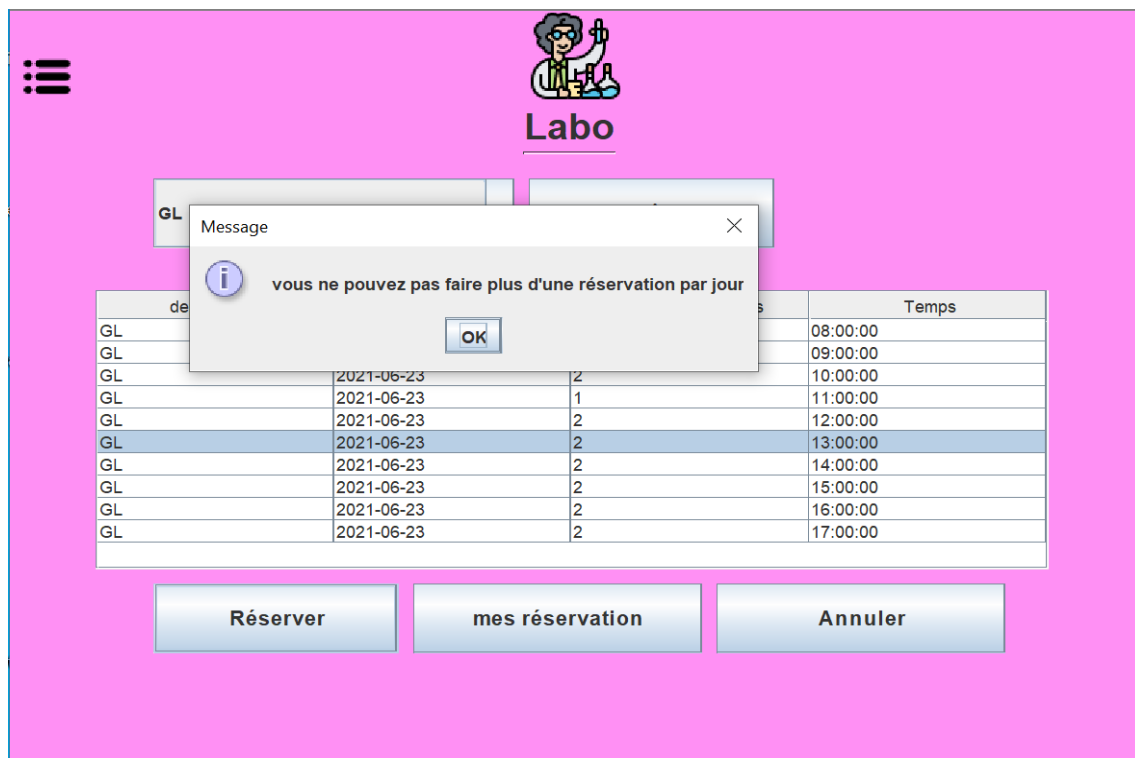 Labo
GL
Message
vous ne pouvez pas faire plus d'une réservation par jour
OK
Temps
GL 08:00:00
GL 09:00:00
GL 2021-06-23 2 10:00:00
GL 2021-06-23 1 11:00:00
GL 2021-06-23 2 12:00:00
GL 2021-06-23 2 13:00:00
GL 2021-06-23 2 14:00:00
GL 2021-06-23 2 15:00:00
GL 2021-06-23 2 16:00:00
GL 2021-06-23 2 17:00:00
Réserver mes réservation Annuler